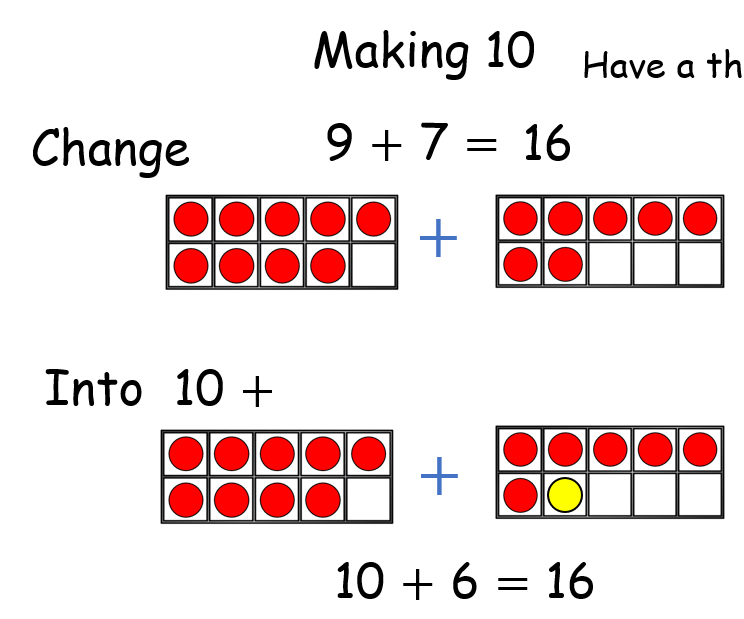 Making 10
Have a th
Change
9 + 7 = 16
+
Into 10 +
+
10 + 6 = 16